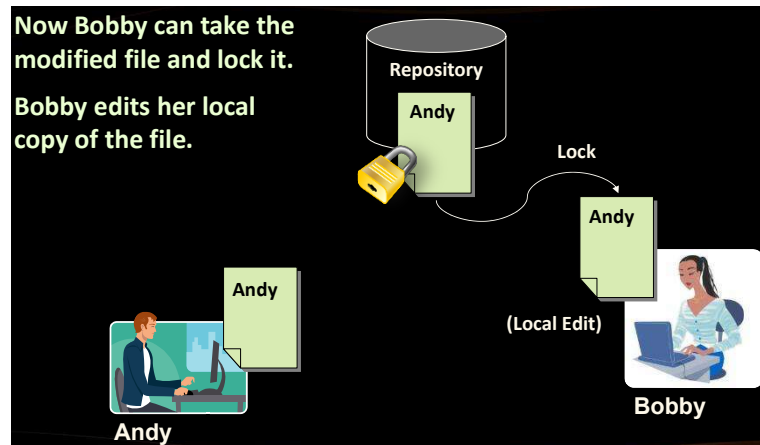 Now Bobby can take the
modified file and lock it.
Bobby edits her local
copy of the file.
Repository
Andy
Lock
Andy
(Local Edit)
Bobby
Andy
Andy